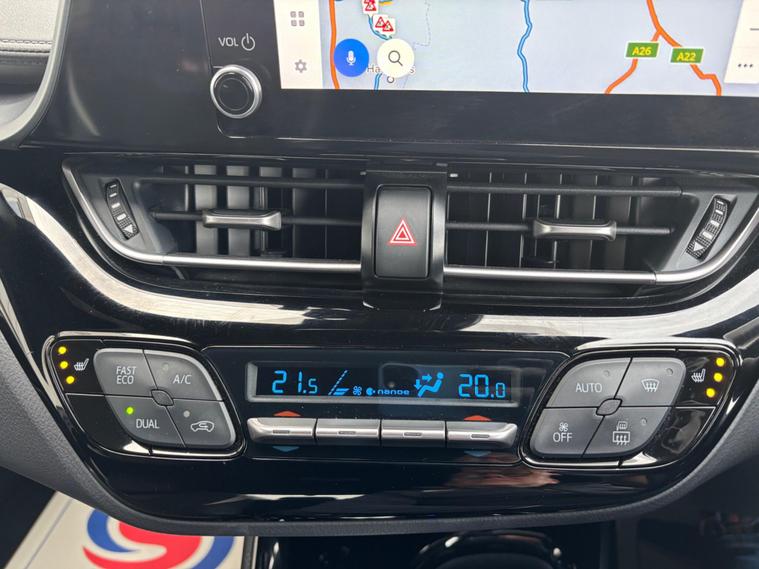 VOL
A26
A22
FAST
ECO
A/C
DUAL
21.5
nanoe
20.0
AUTO
OFF